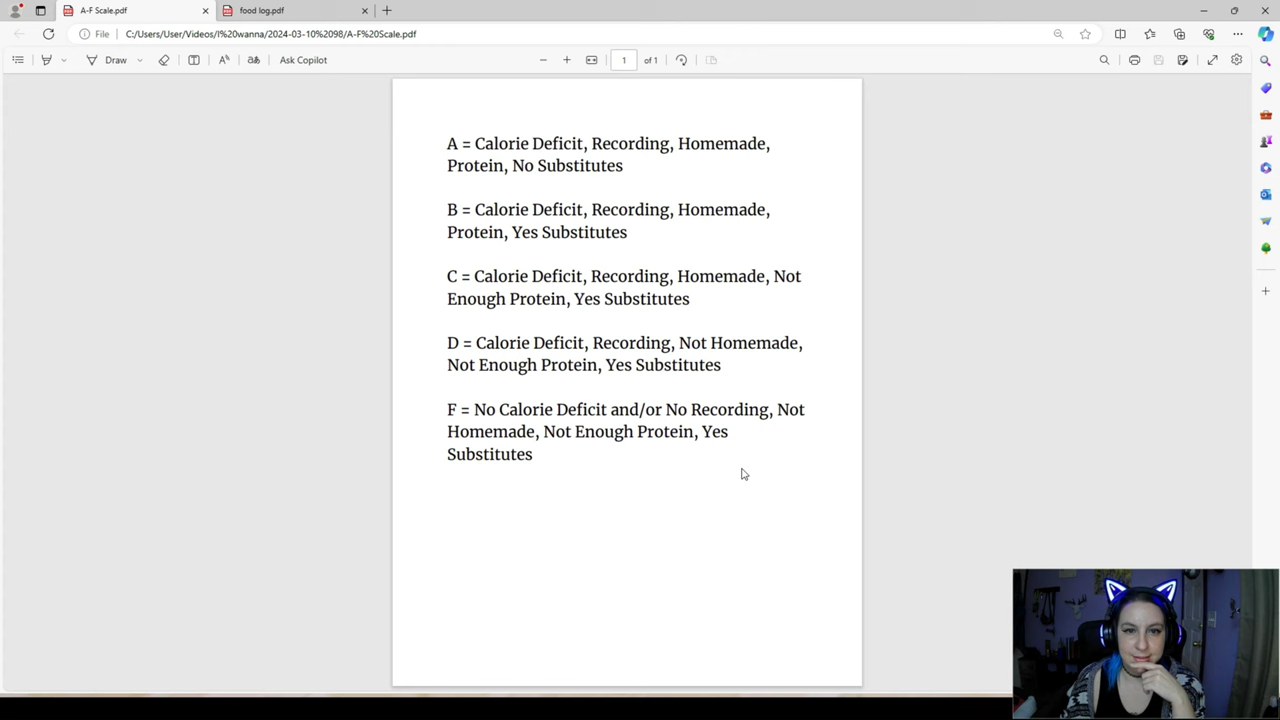 A-F Scale.pdf
food log.pdf
File
C:/Users/User/Videos/I%20wanna/2024-03-10%2098/A-F%20Scale.pdf
Draw
Ask Copilot
1
of 1
A = Calorie Deficit, Recording, Homemade,
Protein, No Substitutes
B = Calorie Deficit, Recording, Homemade,
Protein, Yes Substitutes
C = Calorie Deficit, Recording, Homemade, Not
Enough Protein, Yes Substitutes
D = Calorie Deficit, Recording, Not Homemade,
Not Enough Protein, Yes Substitutes
F = No Calorie Deficit and/or No Recording, Not
Homemade, Not Enough Protein, Yes
Substitutes